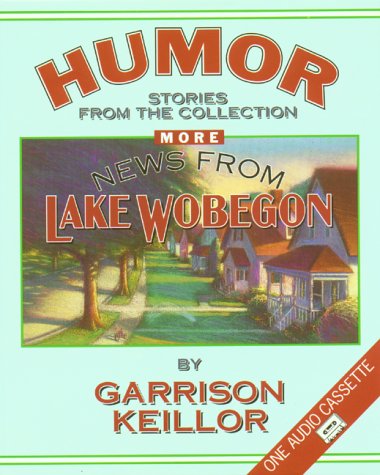 HUMOR
STORIES
FROM THE COLLECTION
MORE
NEWS FROM
LAKE WOBEGON
BY
GARRISON
KEILLOR
ONE AUDIO CASSETTE